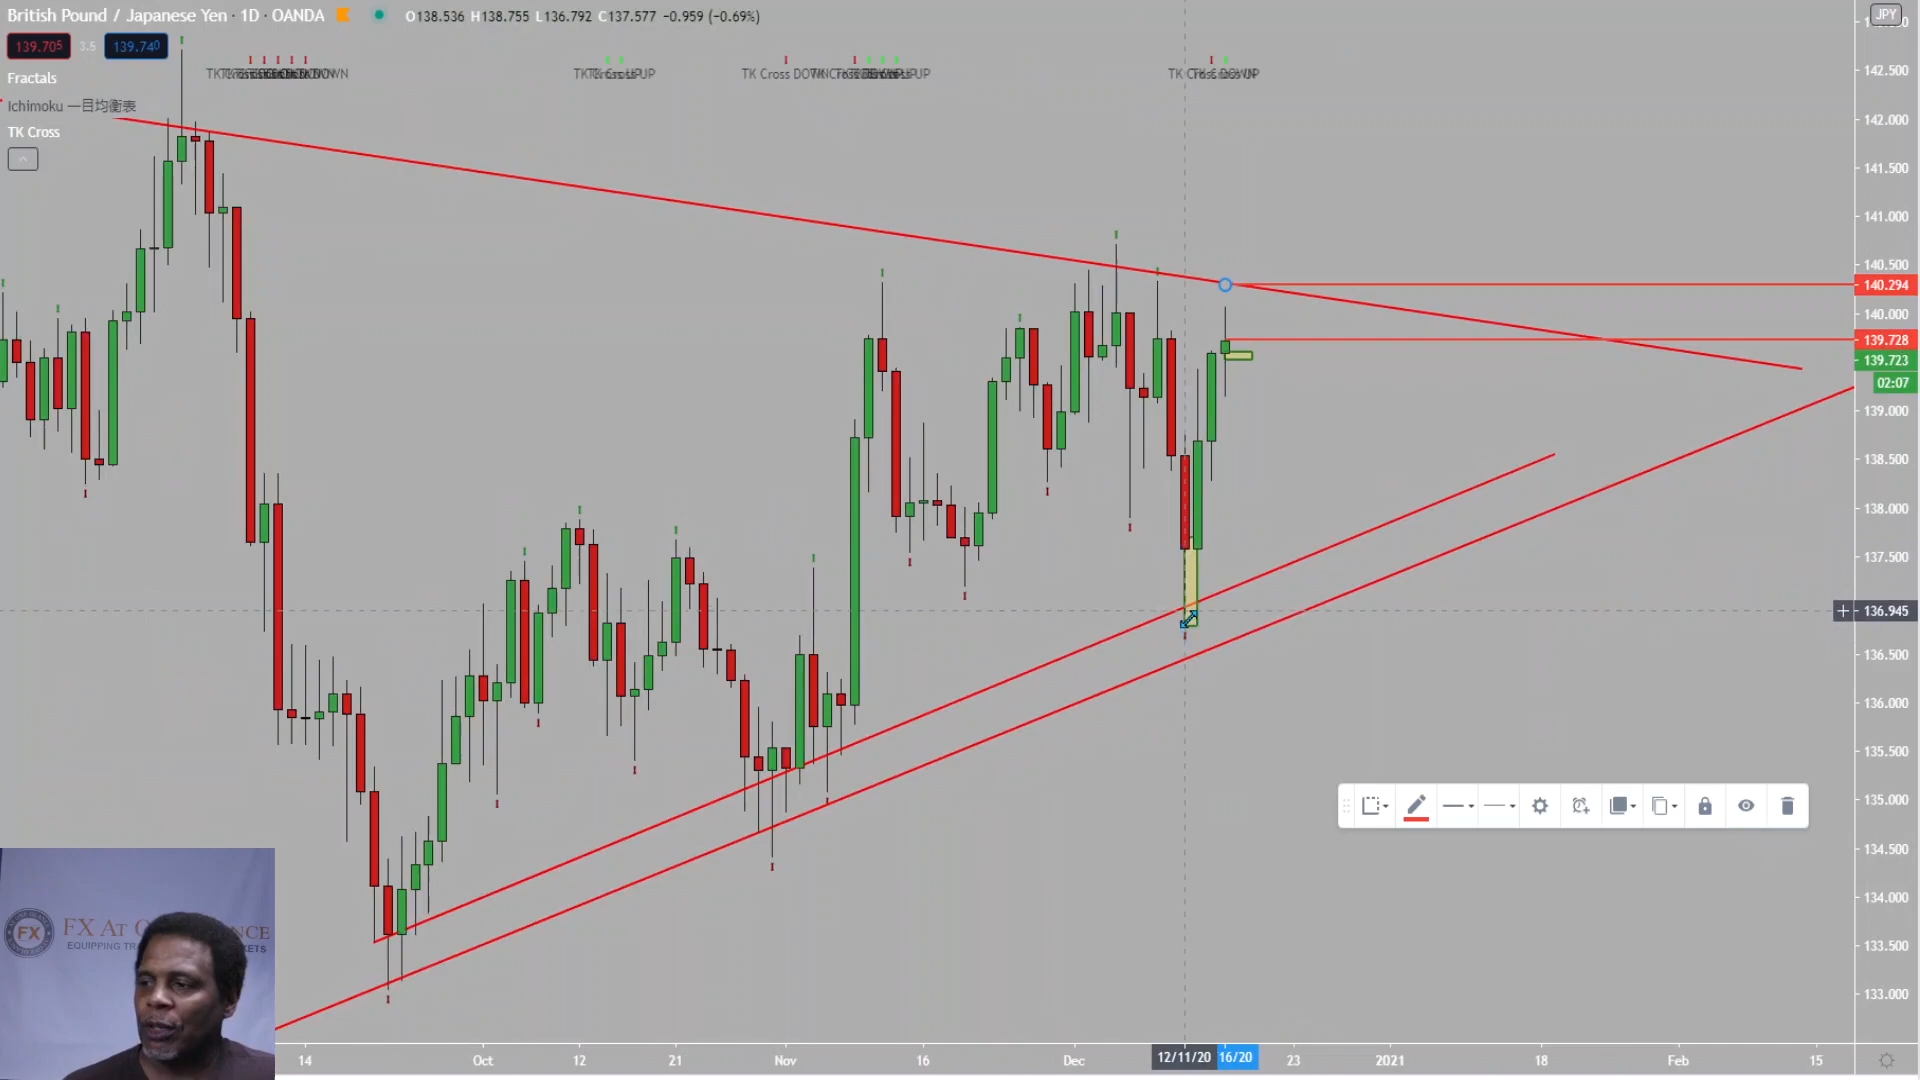 British Pound / Japanese Yen · 1D · OANDA
O138.536 H138.755 L136.792 C137.577 -0.959 (-0.69%)
JPY
139.705 3.5 139.740
Fractals
Ichimoku 一目均衡表
TK Cross
TK Cross DOWN
142.500
142.000
141.500
141.000
140.500
140.294
140.000
139.728
139.723
02:07
139.000
138.500
138.000
137.500
136.945
136.500
136.000
135.500
135.000
134.500
134.000
133.500
133.000
FX
FX AT
EQUIPPING TRA
14 Oct 12 21 Nov 16 Dec 12/11/20 16/20 23 2021 18 Feb 15